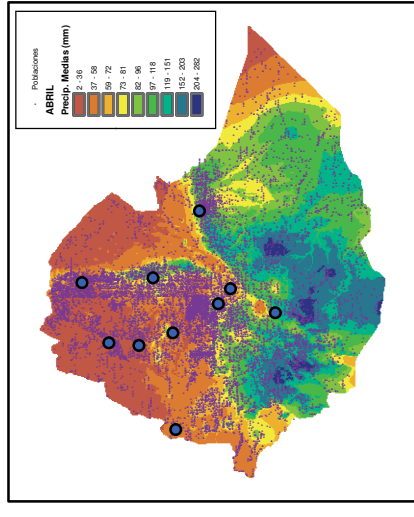 Poblaciones
ABRIL
Precip. Medias (mm)
2 - 36
37 - 58
59 - 72
73 - 81
82 - 96
97 - 118
119 - 151
152 - 203
204 - 282